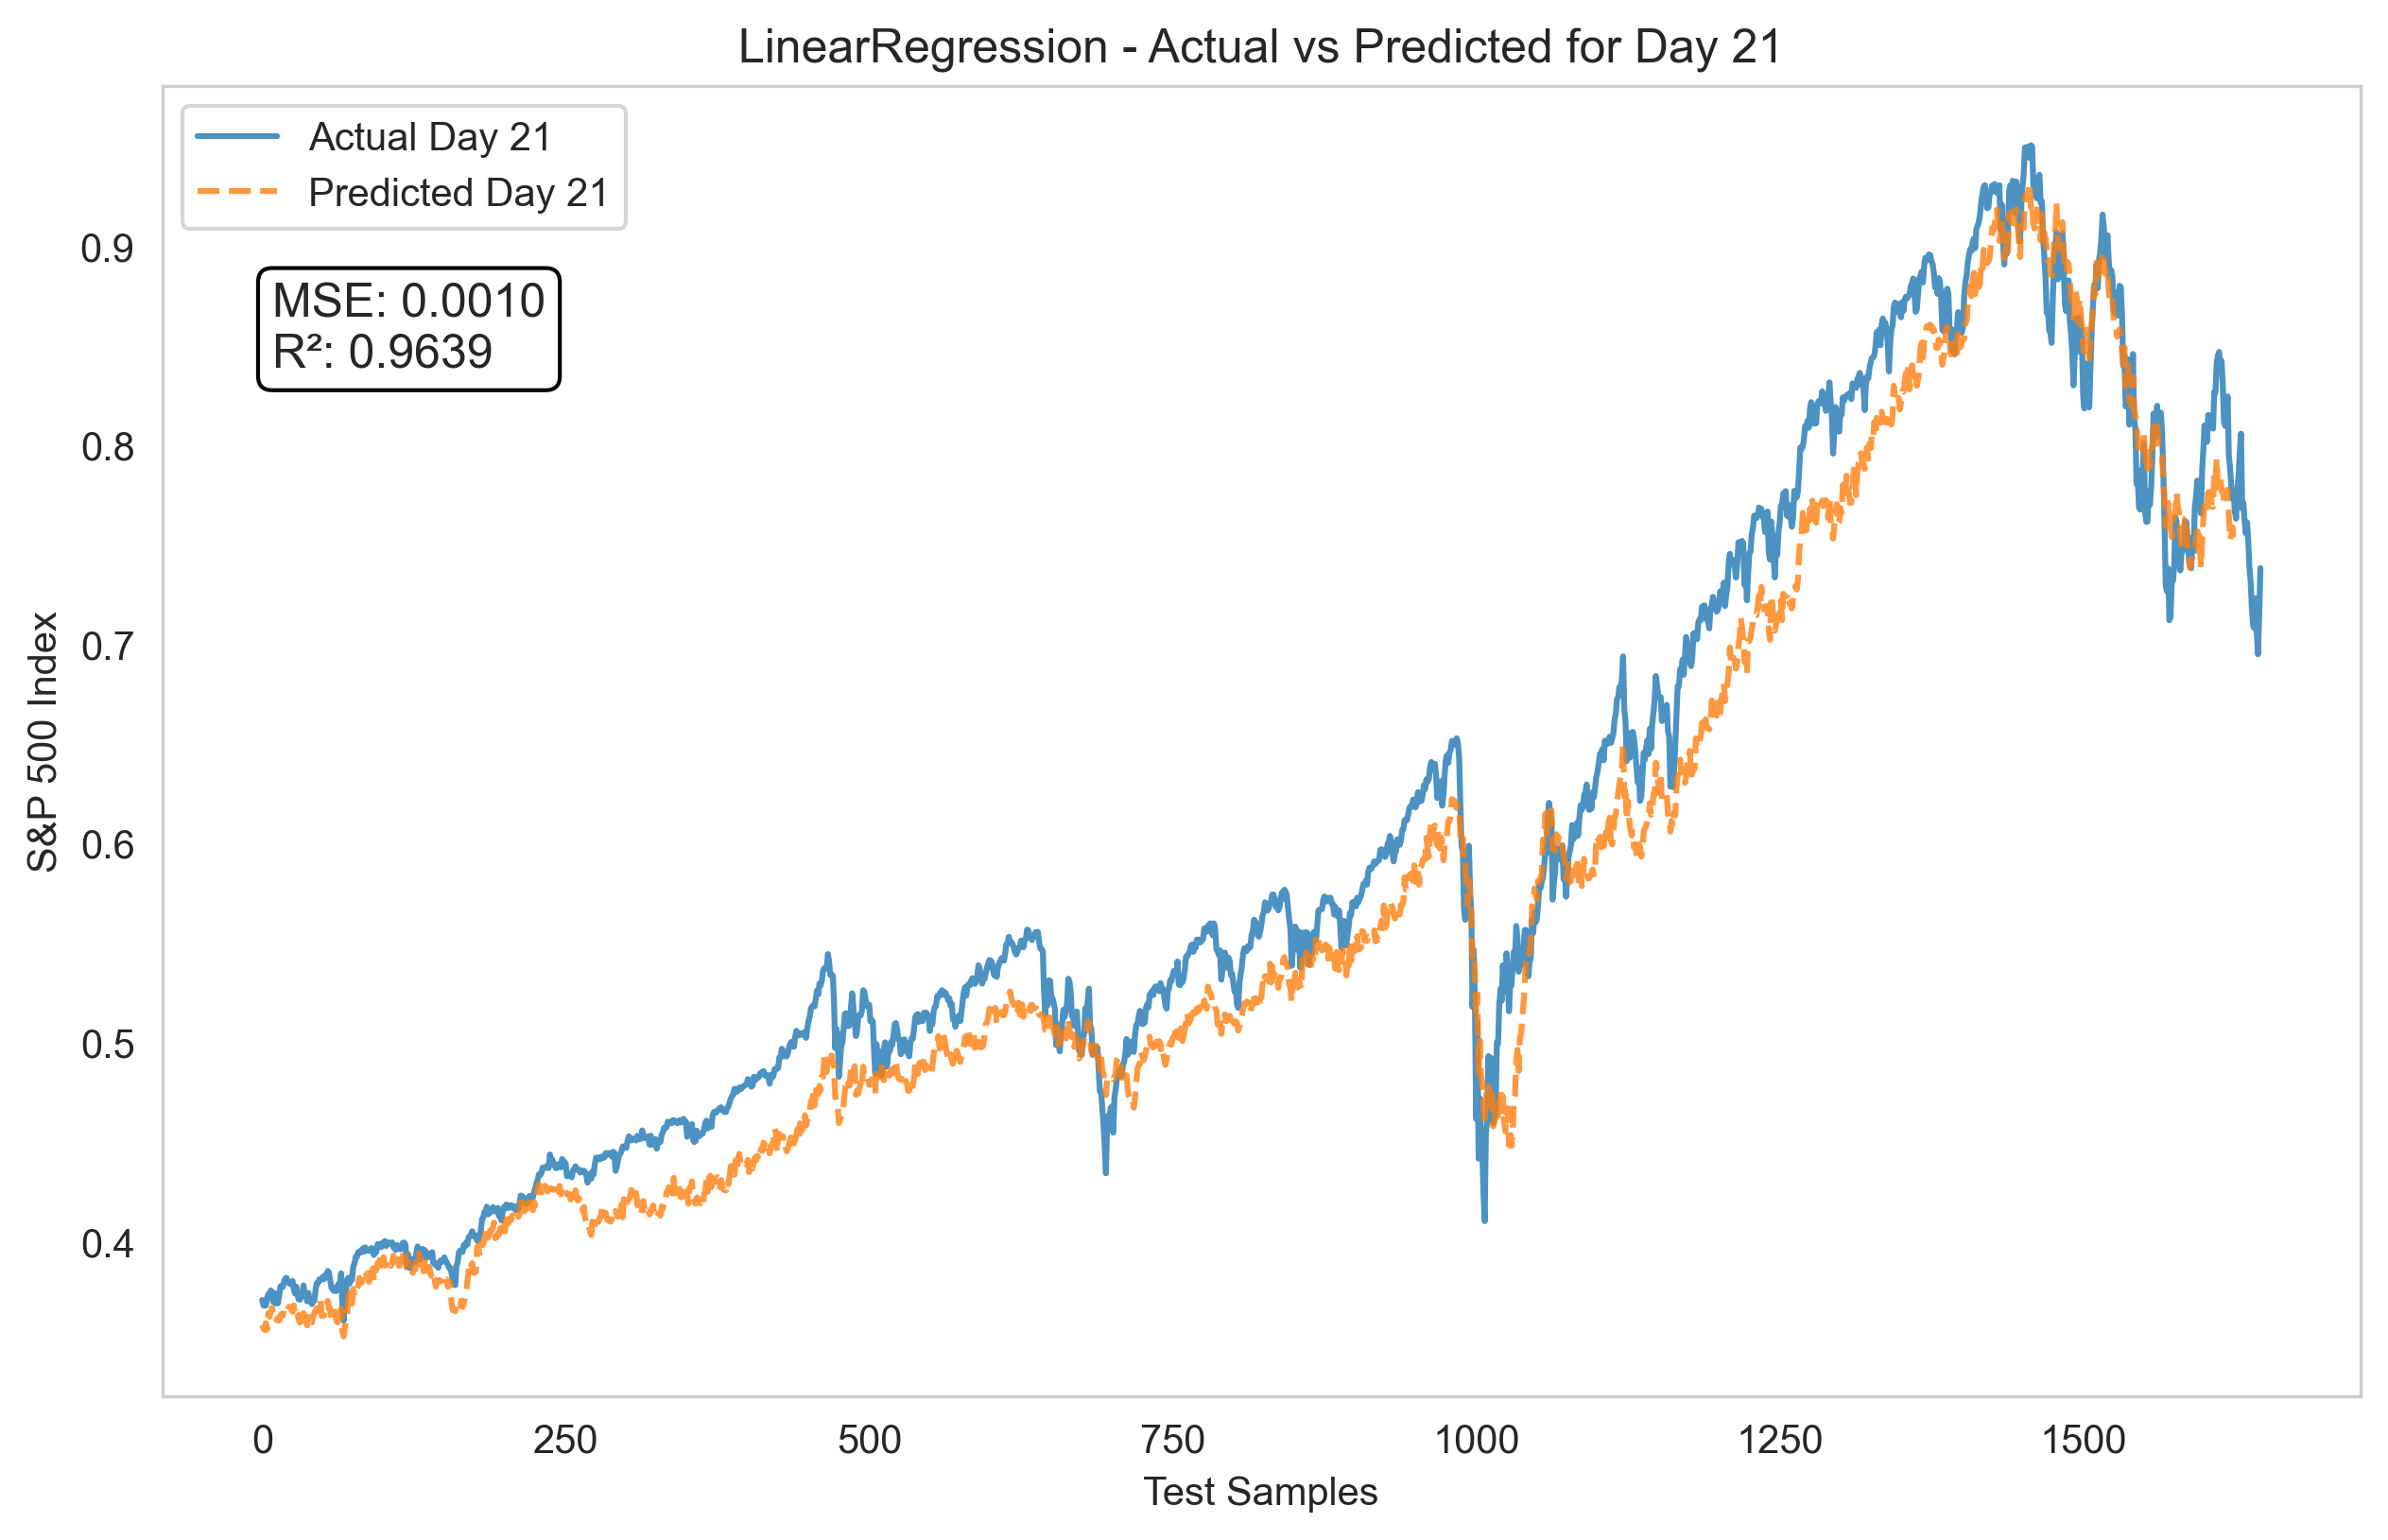 LinearRegression - Actual vs Predicted for Day 21
Actual Day 21
Predicted Day 21
MSE: 0.0010
R²: 0.9639
0.9
0.8
0.7
0.6
0.5
0.4
S&P 500 Index
0 250 500 750 1000 1250 1500
Test Samples